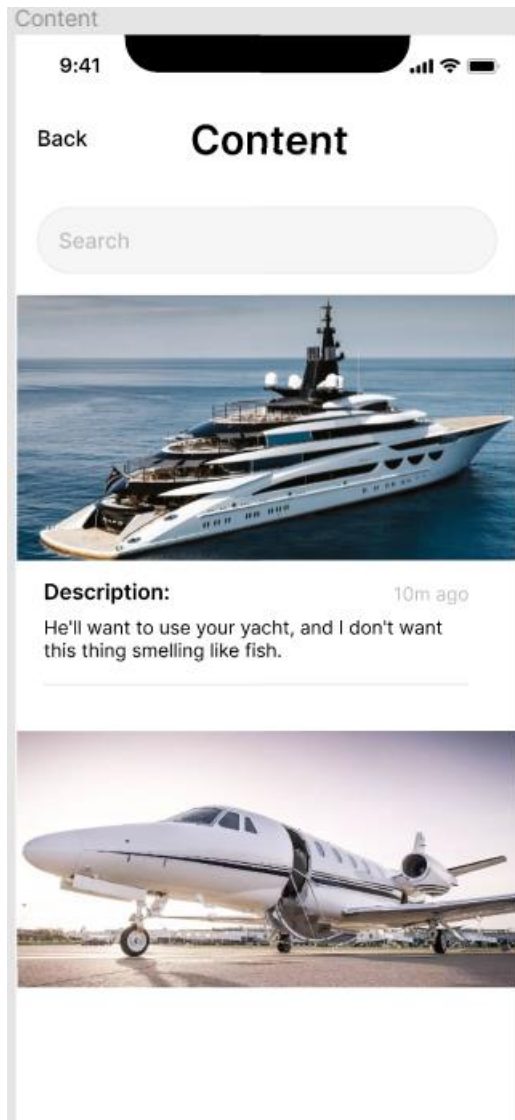 Content
9:41
Back
Content
Search
Description:
10m ago
He'll want to use your yacht, and I don't want
this thing smelling like fish.